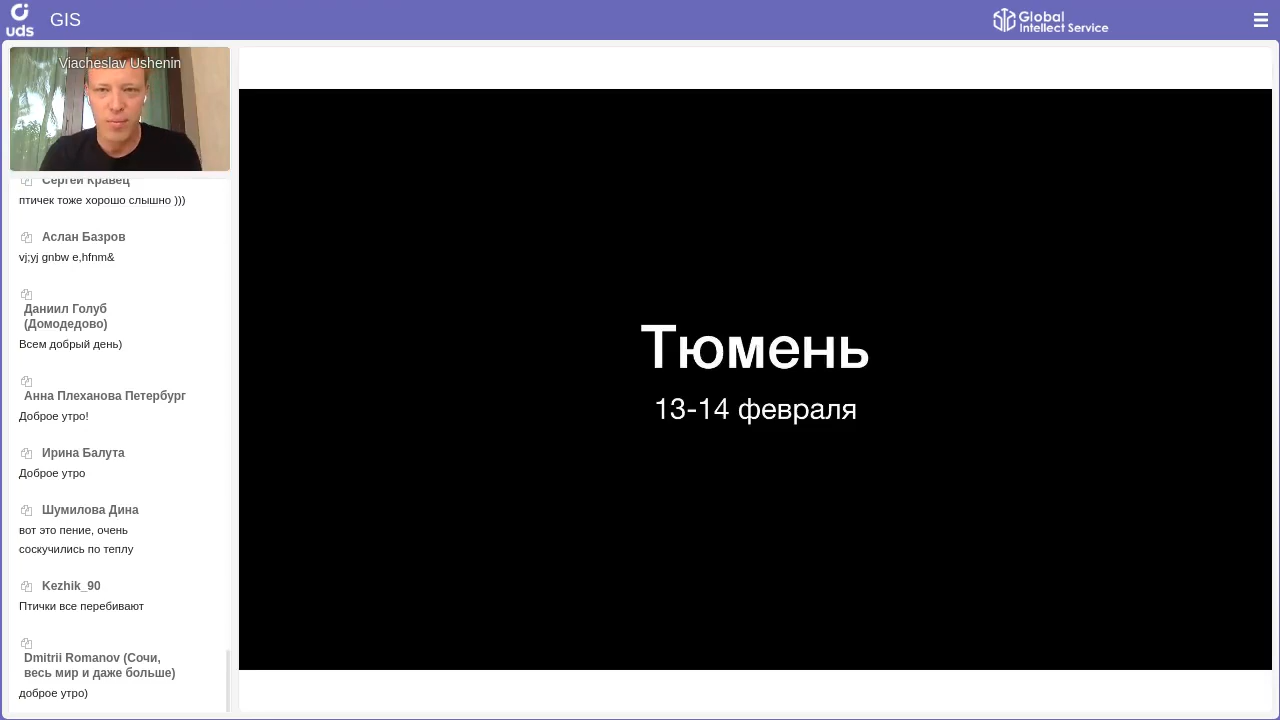 uds
GIS
Global
Intellect Service
Viacheslav Ushenin
Сергей Кравец
птичек тоже хорошо слышно )))
Аслан Базров
vj;yj gnbw e,hfnm&
Даниил Голуб
(Домодедово)
Всем добрый день)
Анна Плеханова Петербург
Доброе утро!
Ирина Балута
Доброе утро
Шумилова Дина
вот это пение, очень
соскучились по теплу
Kezhik_90
Птички все перебивают
Dmitrii Romanov (Сочи,
весь мир и даже больше)
доброе утро)
Тюмень
13-14 февраля